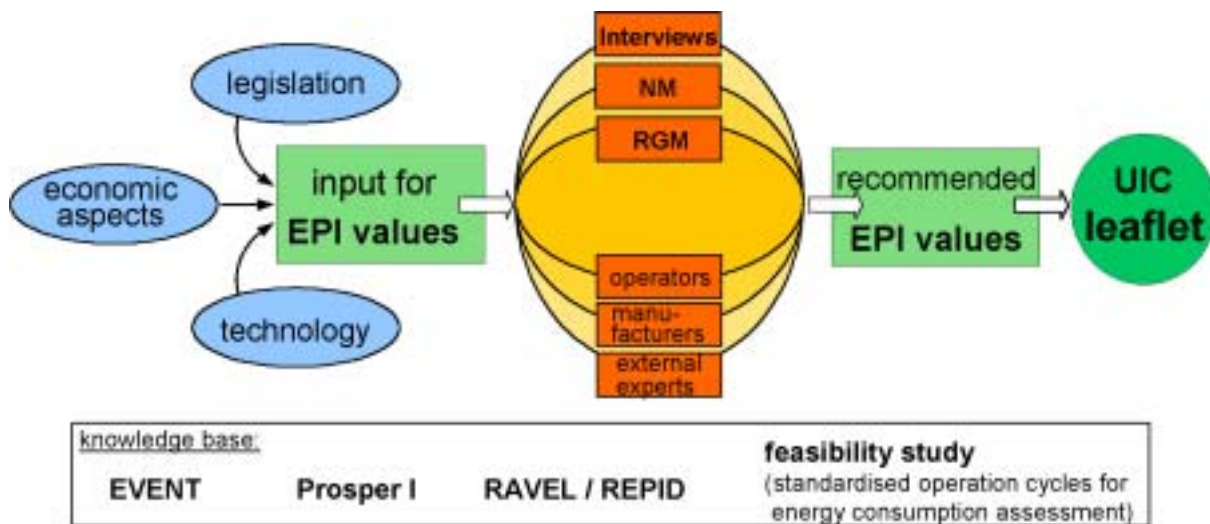 legislation
economic
aspects
technology
input for
EPI values
Interviews
NM
RGM
operators
manu-
facturers
external
experts
recommended
EPI values
UIC
leaflet
knowledge base:
EVENT
Prosper I
RAVEL / REPID
feasibility study
(standardised operation cycles for
energy consumption assessment)